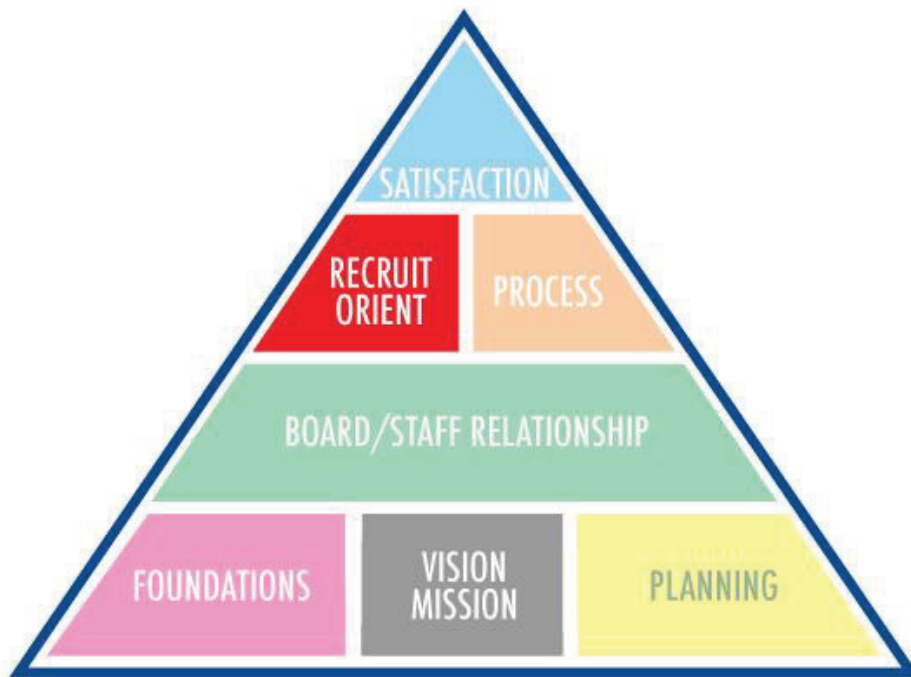 SATISFACTION
RECRUIT
ORIENT
PROCESS
BOARD/STAFF RELATIONSHIP
FOUNDATIONS
VISION
MISSION
PLANNING